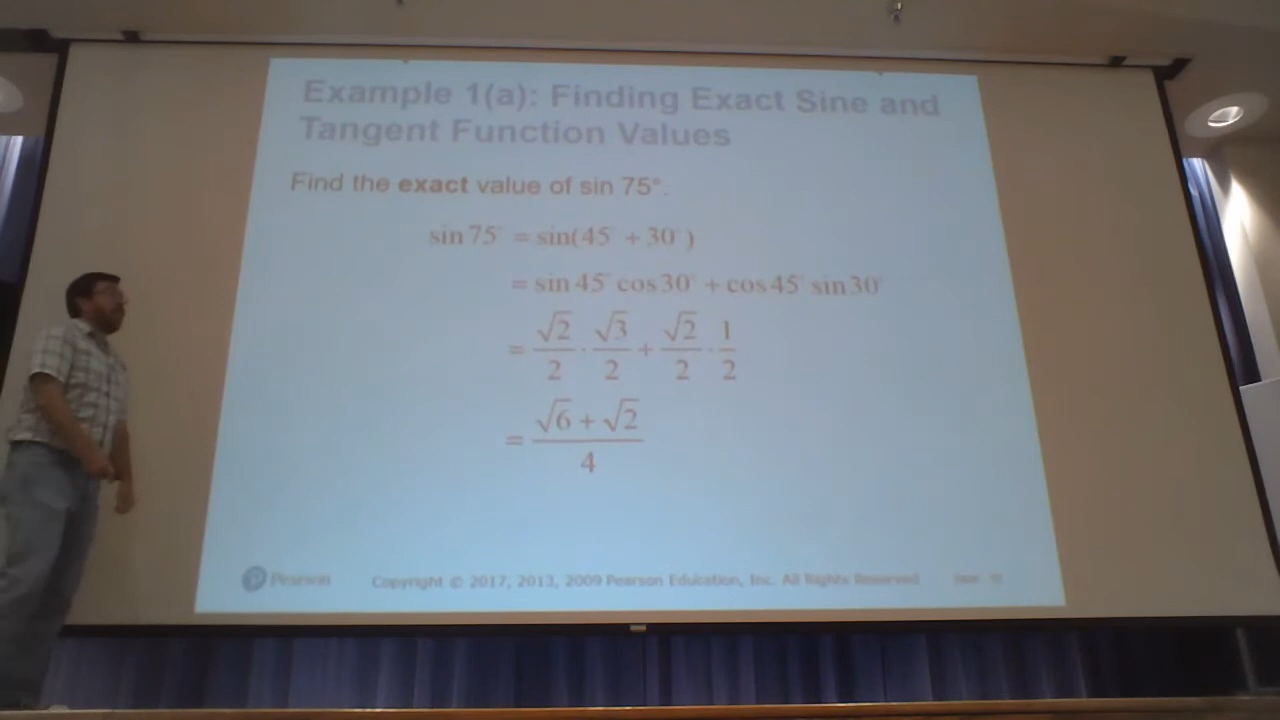 Example 1(a): Finding Exact Sine and
Tangent Function Values
Find the exact value of sin 75°.
sin 75° = sin(45° + 30°)
= sin 45° cos 30° + cos 45° sin 30°
= √2/2 · √3/2 + √2/2 · 1/2
= (√6 + √2)/4
Pearson
Copyright © 2017, 2013, 2009 Pearson Education, Inc. All Rights Reserved